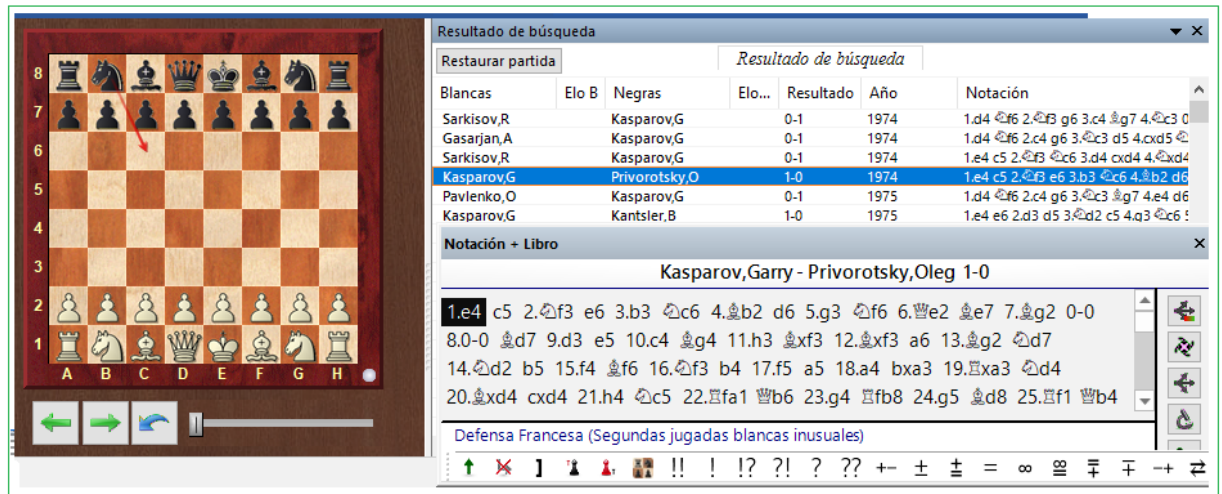 Resultado de búsqueda
Restaurar partida
Resultado de búsqueda
Blancas Elo B Negras Elo... Resultado Año Notación
Sarkisov,R Kasparov,G 0-1 1974 1.d4 ♘f6 2.♘f3 g6 3.c4 ♗g7 4.♘c3 0
Gasarjan,A Kasparov,G 0-1 1974 1.d4 ♘f6 2.c4 g6 3.♘c3 d5 4.cxd5 ♘
Sarkisov,R Kasparov,G 0-1 1974 1.e4 c5 2.♘f3 ♘c6 3.d4 cxd4 4.♘xd4
Kasparov,G Privorotsky,O 1-0 1974 1.e4 c5 2.♘f3 e6 3.b3 ♘c6 4.♗b2 d6
Pavlenko,O Kasparov,G 0-1 1975 1.d4 ♘f6 2.c4 g6 3.♘c3 ♗g7 4.e4 d6
Kasparov,G Kantsler,B 1-0 1975 1.e4 e6 2.d3 d5 3.♘d2 c5 4.g3 ♘c6 5
Notación + Libro
Kasparov,Garry - Privorotsky,Oleg 1-0
1.e4 c5 2.♘f3 e6 3.b3 ♘c6 4.♗b2 d6 5.g3 ♘f6 6.♕e2 ♗e7 7.♗g2 0-0
8.0-0 ♗d7 9.d3 e5 10.c4 ♗g4 11.h3 ♗xf3 12.♗xf3 a6 13.♗g2 ♘d7
14.♘d2 b5 15.f4 ♗f6 16.♘f3 b4 17.f5 a5 18.a4 bxa3 19.♖xa3 ♘d4
20.♗xd4 cxd4 21.h4 ♘c5 22.♖fa1 ♕b6 23.g4 ♖fb8 24.g5 ♗d8 25.♖f1 ♕b4
Defensa Francesa (Segundas jugadas blancas inusuales)
] !! ! !? ?! ? ?? +− ± ⩲ = ∞ ⯹ ⩱ ∓ −+ ⇄
8
7
6
5
4
3
2
1
A B C D E F G H